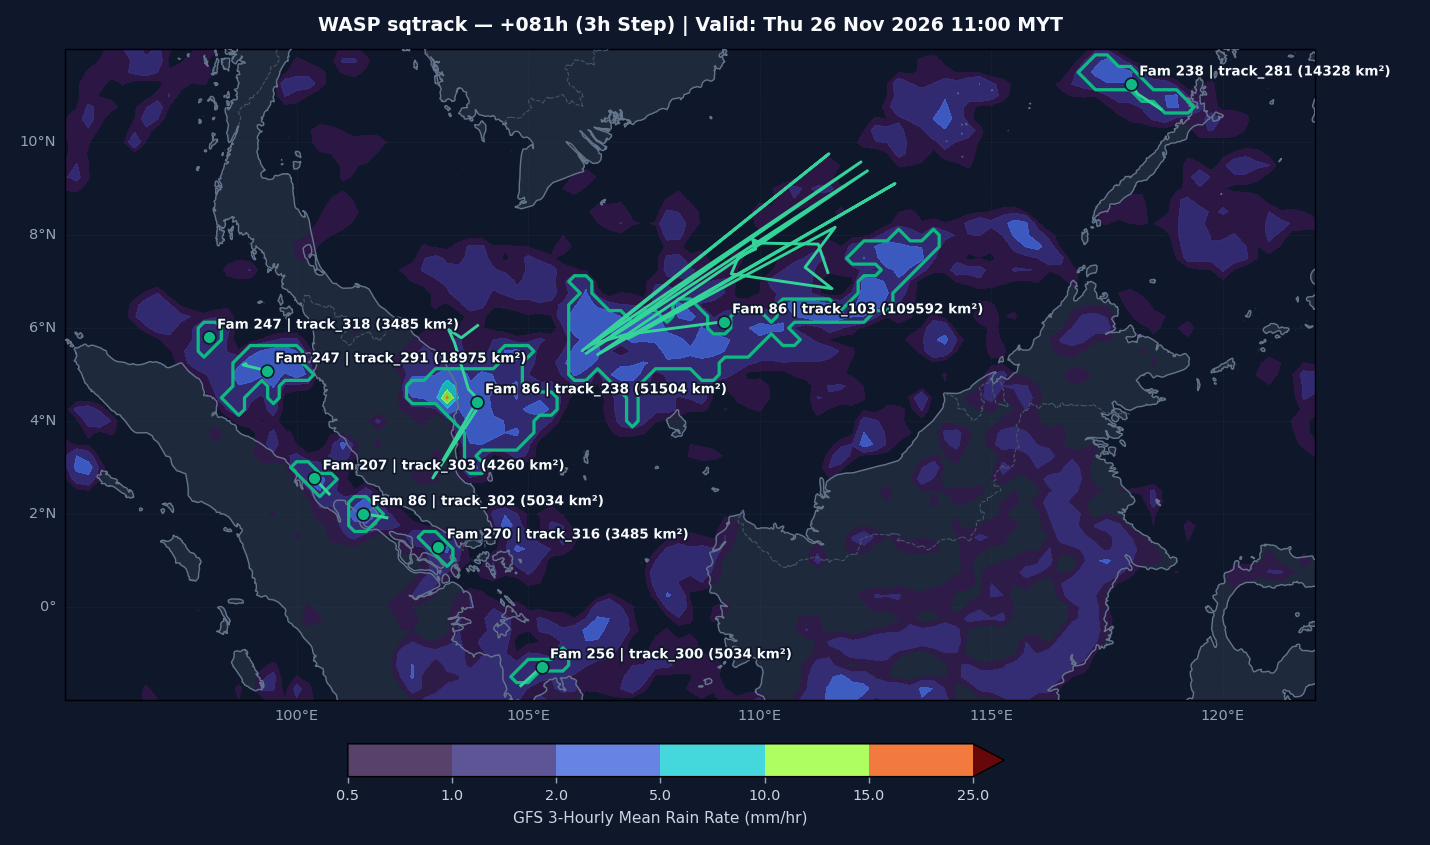 WASP sqtrack — +081h (3h Step) | Valid: Thu 26 Nov 2026 11:00 MYT
Fam 238 | track_281 (14328 km²)
10°N
8°N
Fam 86 | track_103 (109592 km²)
6°N
Fam 247 | track_318 (3485 km²)
Fam 247 | track_291 (18975 km²)
Fam 86 | track_238 (51504 km²)
4°N
Fam 207 | track_303 (4260 km²)
Fam 86 | track_302 (5034 km²)
2°N
Fam 270 | track_316 (3485 km²)
0°
Fam 256 | track_300 (5034 km²)
100°E 105°E 110°E 115°E 120°E
0.5 1.0 2.0 5.0 10.0 15.0 25.0
GFS 3-Hourly Mean Rain Rate (mm/hr)